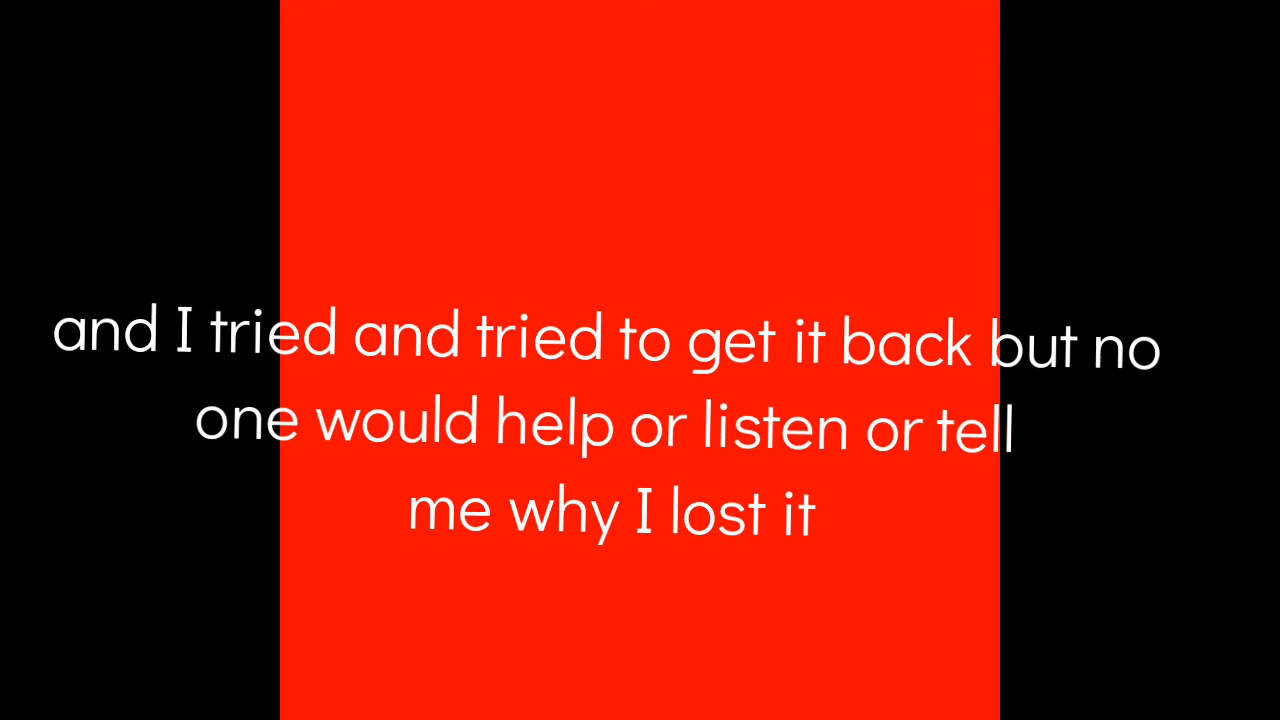 and I tried and tried to get it back but no
one would help or listen or tell
me why I lost it